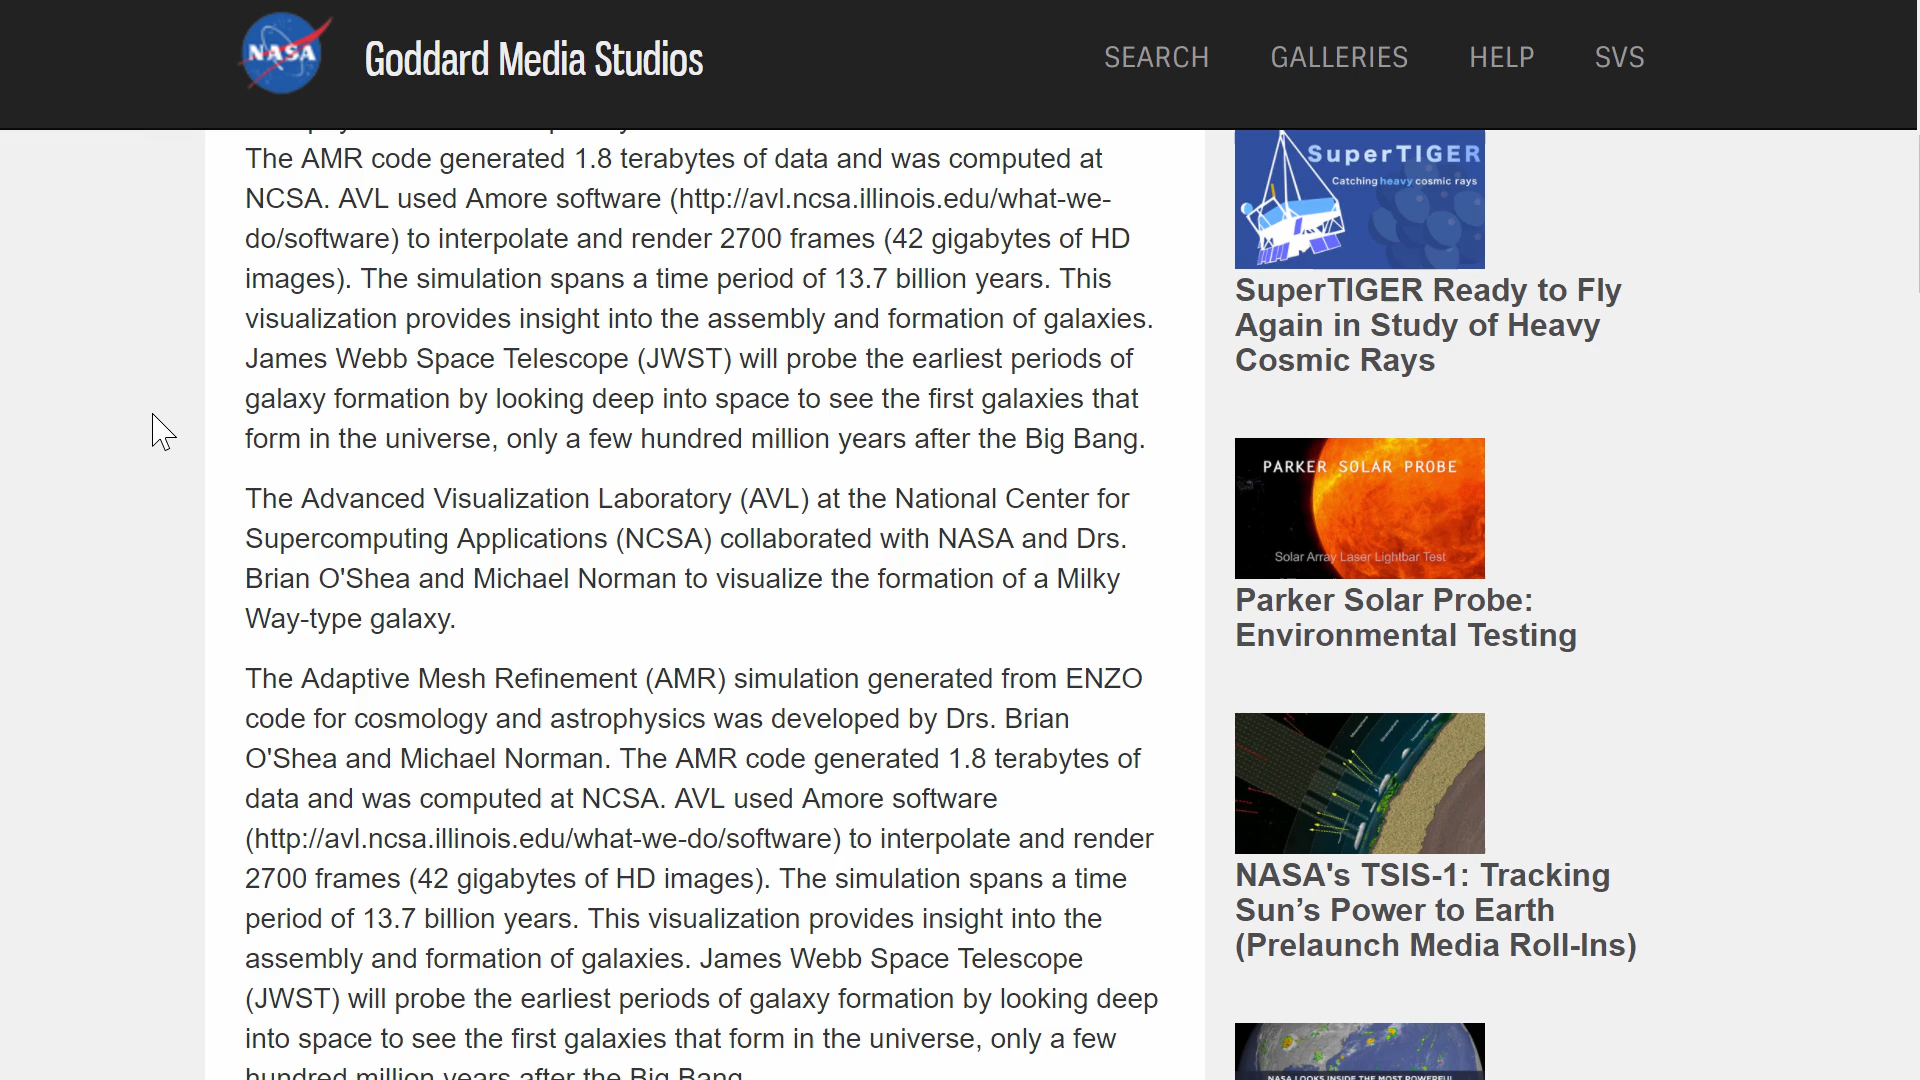 NASA
Goddard Media Studios
SEARCH
GALLERIES
HELP
SVS
The AMR code generated 1.8 terabytes of data and was computed at
NCSA. AVL used Amore software (http://avl.ncsa.illinois.edu/what-we-
do/software) to interpolate and render 2700 frames (42 gigabytes of HD
images). The simulation spans a time period of 13.7 billion years. This
visualization provides insight into the assembly and formation of galaxies.
James Webb Space Telescope (JWST) will probe the earliest periods of
galaxy formation by looking deep into space to see the first galaxies that
form in the universe, only a few hundred million years after the Big Bang.
The Advanced Visualization Laboratory (AVL) at the National Center for
Supercomputing Applications (NCSA) collaborated with NASA and Drs.
Brian O'Shea and Michael Norman to visualize the formation of a Milky
Way-type galaxy.
The Adaptive Mesh Refinement (AMR) simulation generated from ENZO
code for cosmology and astrophysics was developed by Drs. Brian
O'Shea and Michael Norman. The AMR code generated 1.8 terabytes of
data and was computed at NCSA. AVL used Amore software
(http://avl.ncsa.illinois.edu/what-we-do/software) to interpolate and render
2700 frames (42 gigabytes of HD images). The simulation spans a time
period of 13.7 billion years. This visualization provides insight into the
assembly and formation of galaxies. James Webb Space Telescope
(JWST) will probe the earliest periods of galaxy formation by looking deep
into space to see the first galaxies that form in the universe, only a few
hundred million years after the Big Bang.
SuperTIGER
Catching heavy cosmic rays
SuperTIGER Ready to Fly
Again in Study of Heavy
Cosmic Rays
PARKER SOLAR PROBE
Solar Array Laser Lightbar Test
Parker Solar Probe:
Environmental Testing
NASA's TSIS-1: Tracking
Sun’s Power to Earth
(Prelaunch Media Roll-Ins)
NASA LOOKS INSIDE THE MOST POWERFUL